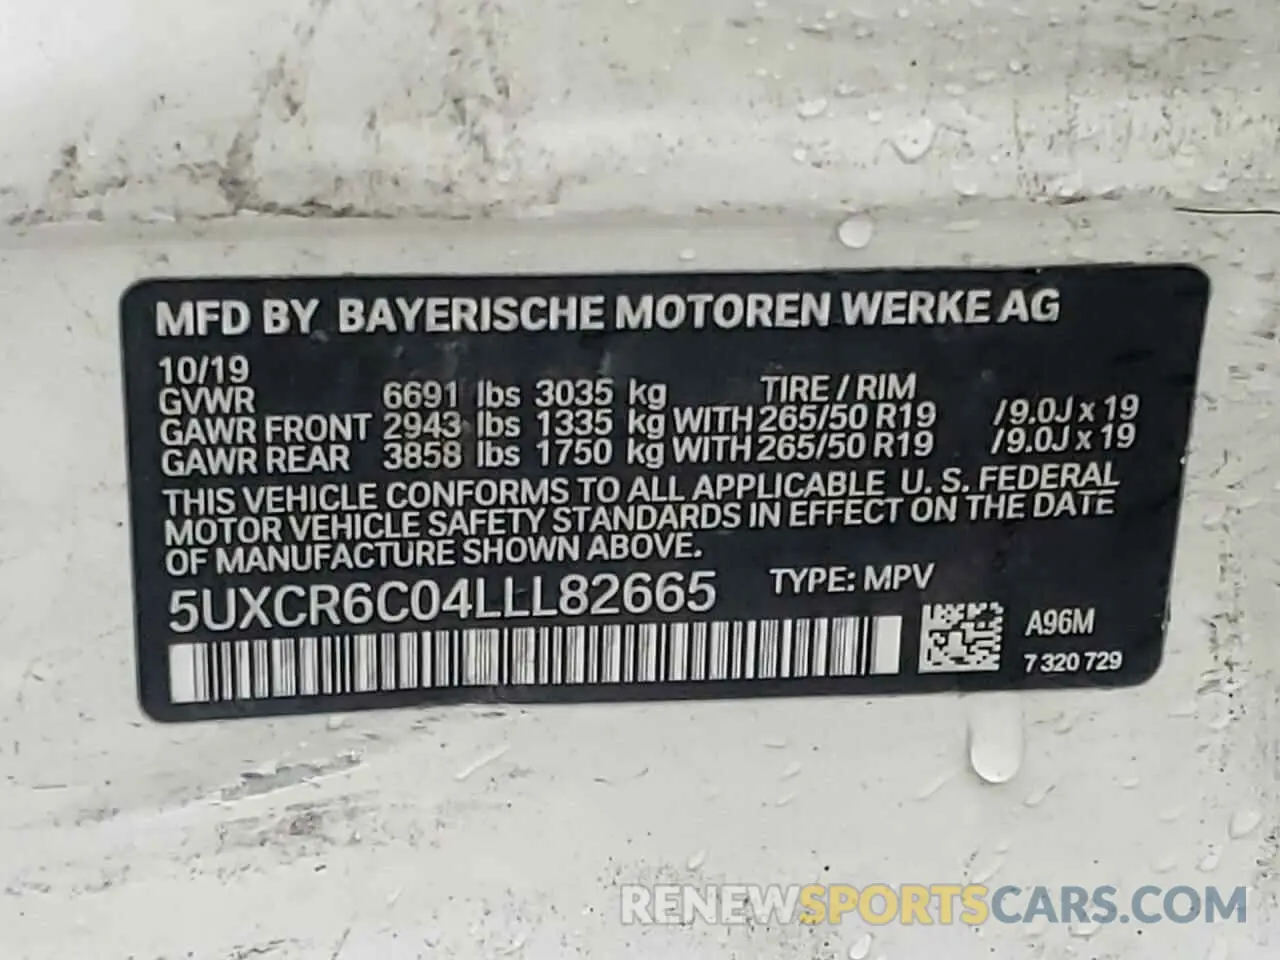 MFD BY BAYERISCHE MOTOREN WERKE AG
10/19
GVWR 6691 lbs 3035 kg TIRE / RIM
GAWR FRONT 2943 lbs 1335 kg WITH 265/50 R19 /9.0J x 19
GAWR REAR 3858 lbs 1750 kg WITH 265/50 R19 /9.0J x 19
THIS VEHICLE CONFORMS TO ALL APPLICABLE U. S. FEDERAL
MOTOR VEHICLE SAFETY STANDARDS IN EFFECT ON THE DATE
OF MANUFACTURE SHOWN ABOVE.
5UXCR6C04LLL82665 TYPE: MPV
A96M
7 320 729
RENEWSPORTSCARS.COM